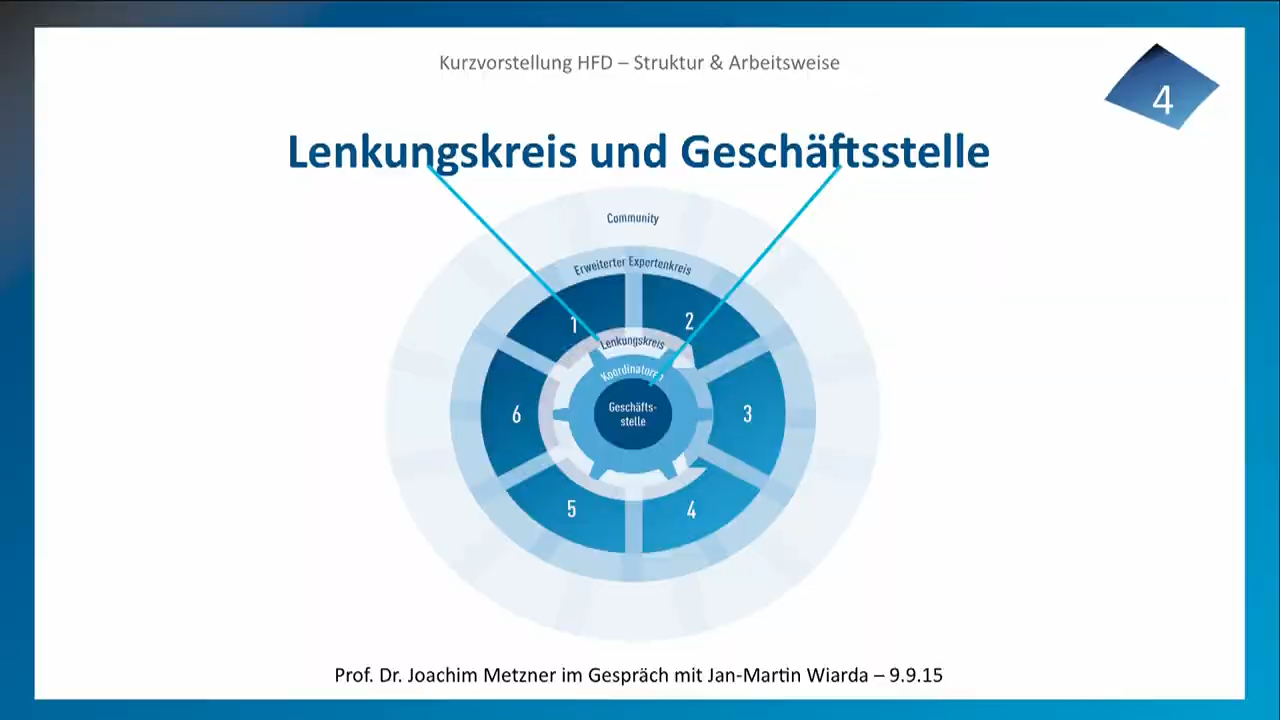 Kurzvorstellung HFD – Struktur & Arbeitsweise
4
Lenkungskreis und Geschäftsstelle
Community
Erweiterter Expertenkreis
1
2
Lenkungskreis
Koordinatoren
Geschäfts-
stelle
6
3
5
4
Prof. Dr. Joachim Metzner im Gespräch mit Jan-Martin Wiarda – 9.9.15